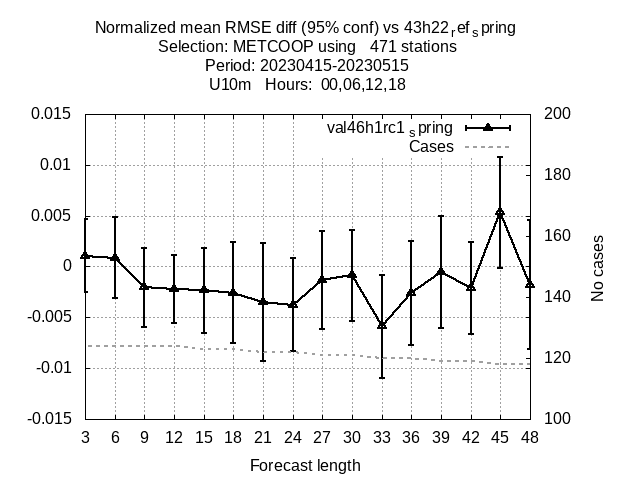 Normalized mean RMSE diff (95% conf) vs 43h22refspring
Selection: METCOOP using 471 stations
Period: 20230415-20230515
U10m Hours: 00,06,12,18
0.015 200
val46h1rc1spring
Cases
0.01 180
0.005 160
0 140
-0.005
-0.01 120
-0.015 100
No cases
3 6 9 12 15 18 21 24 27 30 33 36 39 42 45 48
Forecast length